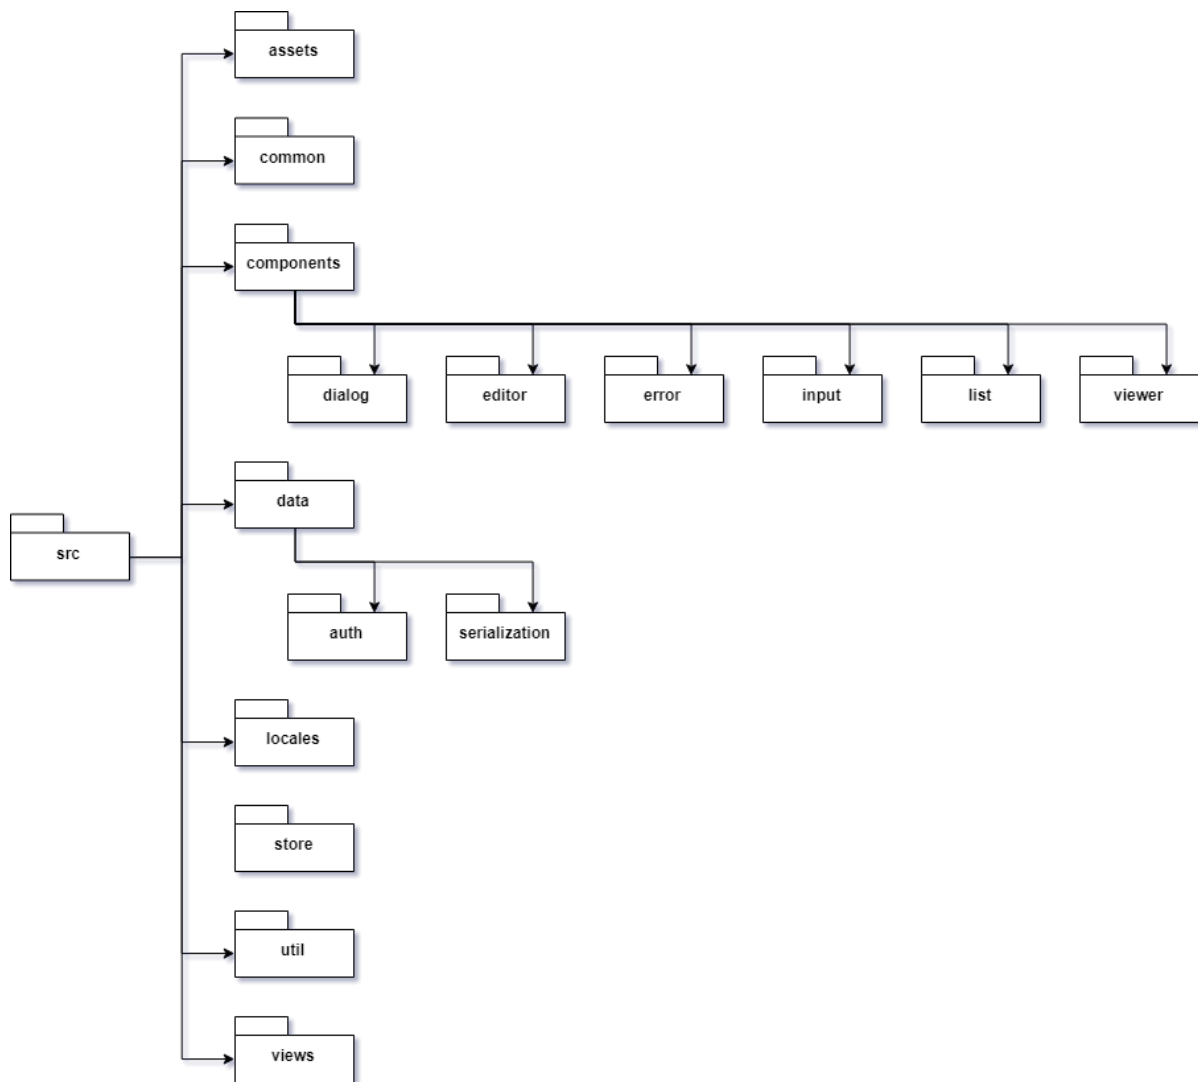 assets
common
components
dialog
editor
error
input
list
viewer
data
src
auth
serialization
locales
store
util
views